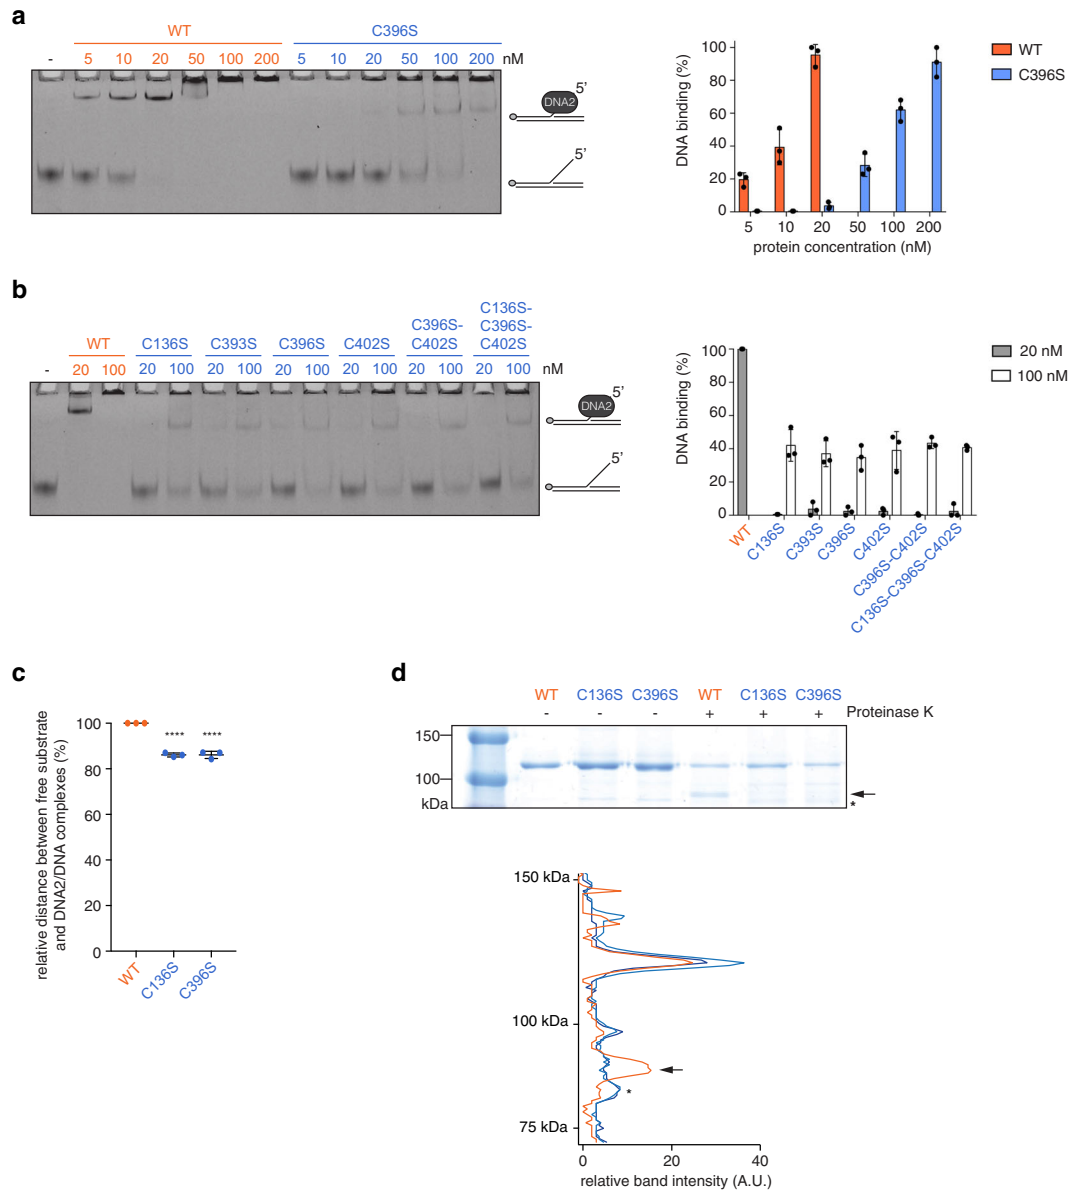 a
WT
C396S
- 5 10 20 50 100 200 5 10 20 50 100 200 nM
DNA2
5’
5’
DNA binding (%)
100
80
60
40
20
0
5 10 20 50 100 200
protein concentration (nM)
WT
C396S
b
WT C136S C393S C396S C402S C396S-C402S C136S-C396S-C402S
- 20 100 20 100 20 100 20 100 20 100 20 100 20 100 nM
DNA2
5’
5’
DNA binding (%)
100
80
60
40
20
0
WT
C136S
C393S
C396S
C402S
C396S-C402S
C136S-C396S-C402S
20 nM
100 nM
c
relative distance between free substrate
and DNA2/DNA complexes (%)
100
80
60
40
20
0
****
****
WT
C136S
C396S
d
WT C136S C396S WT C136S C396S
- - - + + + Proteinase K
150
100
kDa
*
150 kDa
100 kDa
75 kDa
*
0 20 40
relative band intensity (A.U.)